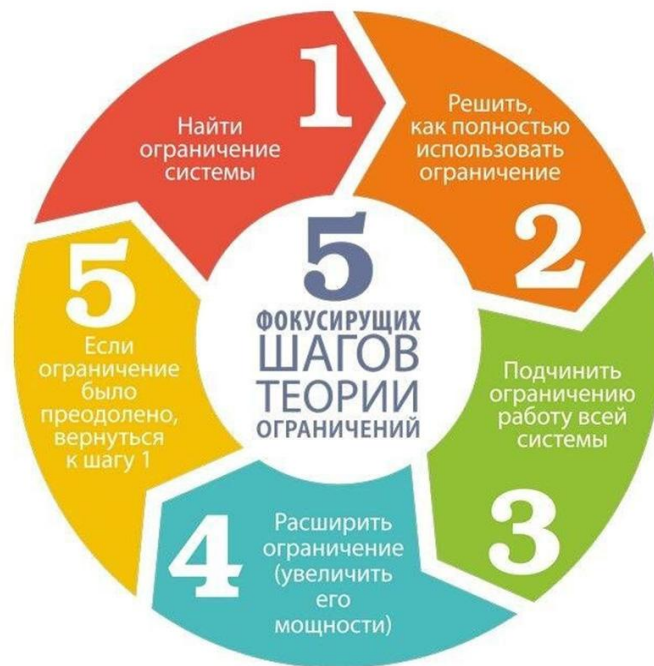 5
ФОКУСИРУЩИХ
ШАГОВ
ТЕОРИИ
ОГРАНИЧЕНИЙ
1
Найти
ограничение
системы
Решить,
как полностью
использовать
ограничение
2
Подчинить
ограничению
работу всей
системы
3
4
Расширить
ограничение
(увеличить
его
мощности)
5
Если
ограничение
было
преодолено,
вернуться
к шагу 1